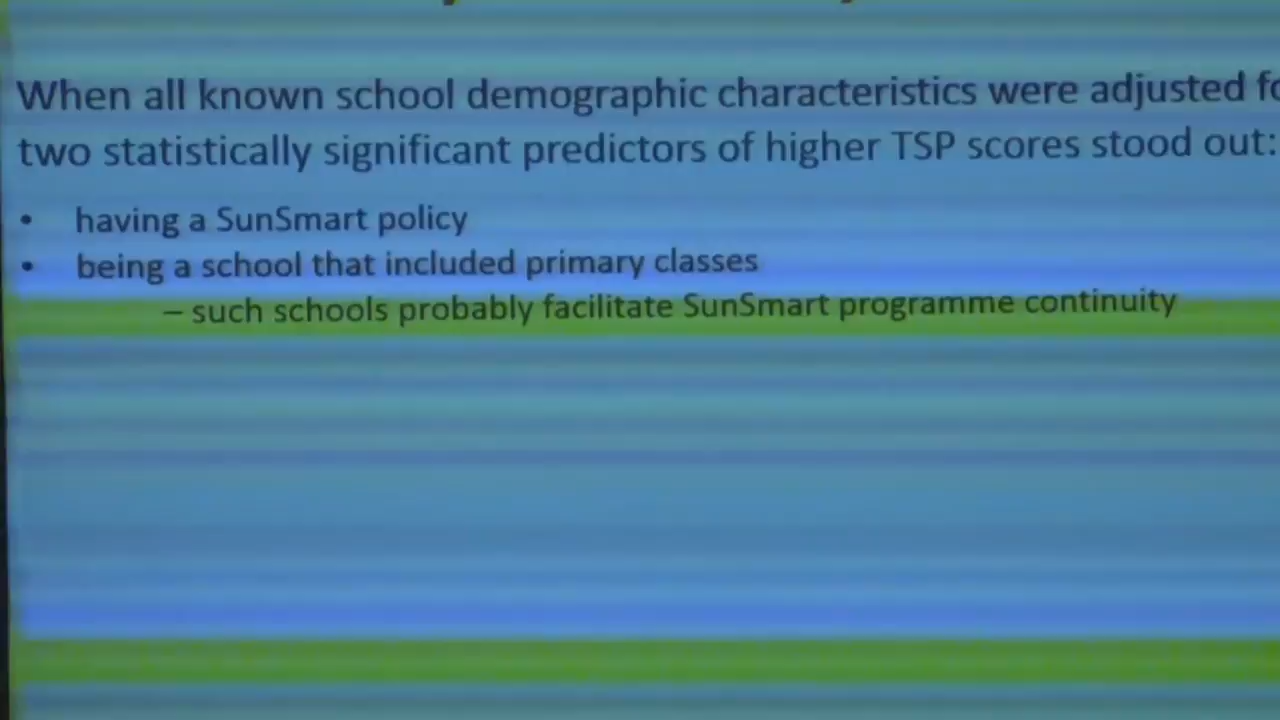 When all known school demographic characteristics were adjusted
two statistically significant predictors of higher TSP scores stood out:
• having a SunSmart policy
• being a school that included primary classes
– such schools probably facilitate SunSmart programme continuity